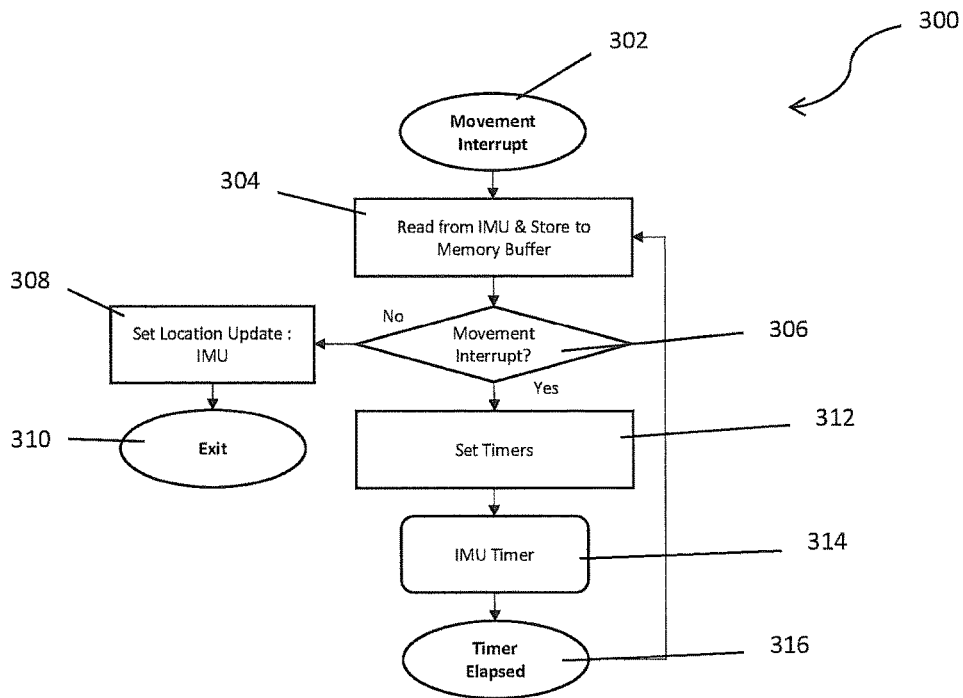 300
302
Movement
Interrupt
304
Read from IMU & Store to
Memory Buffer
308
Set Location Update :
IMU
No
Movement
Interrupt?
306
Yes
310
Exit
Set Timers
312
IMU Timer
314
Timer
Elapsed
316